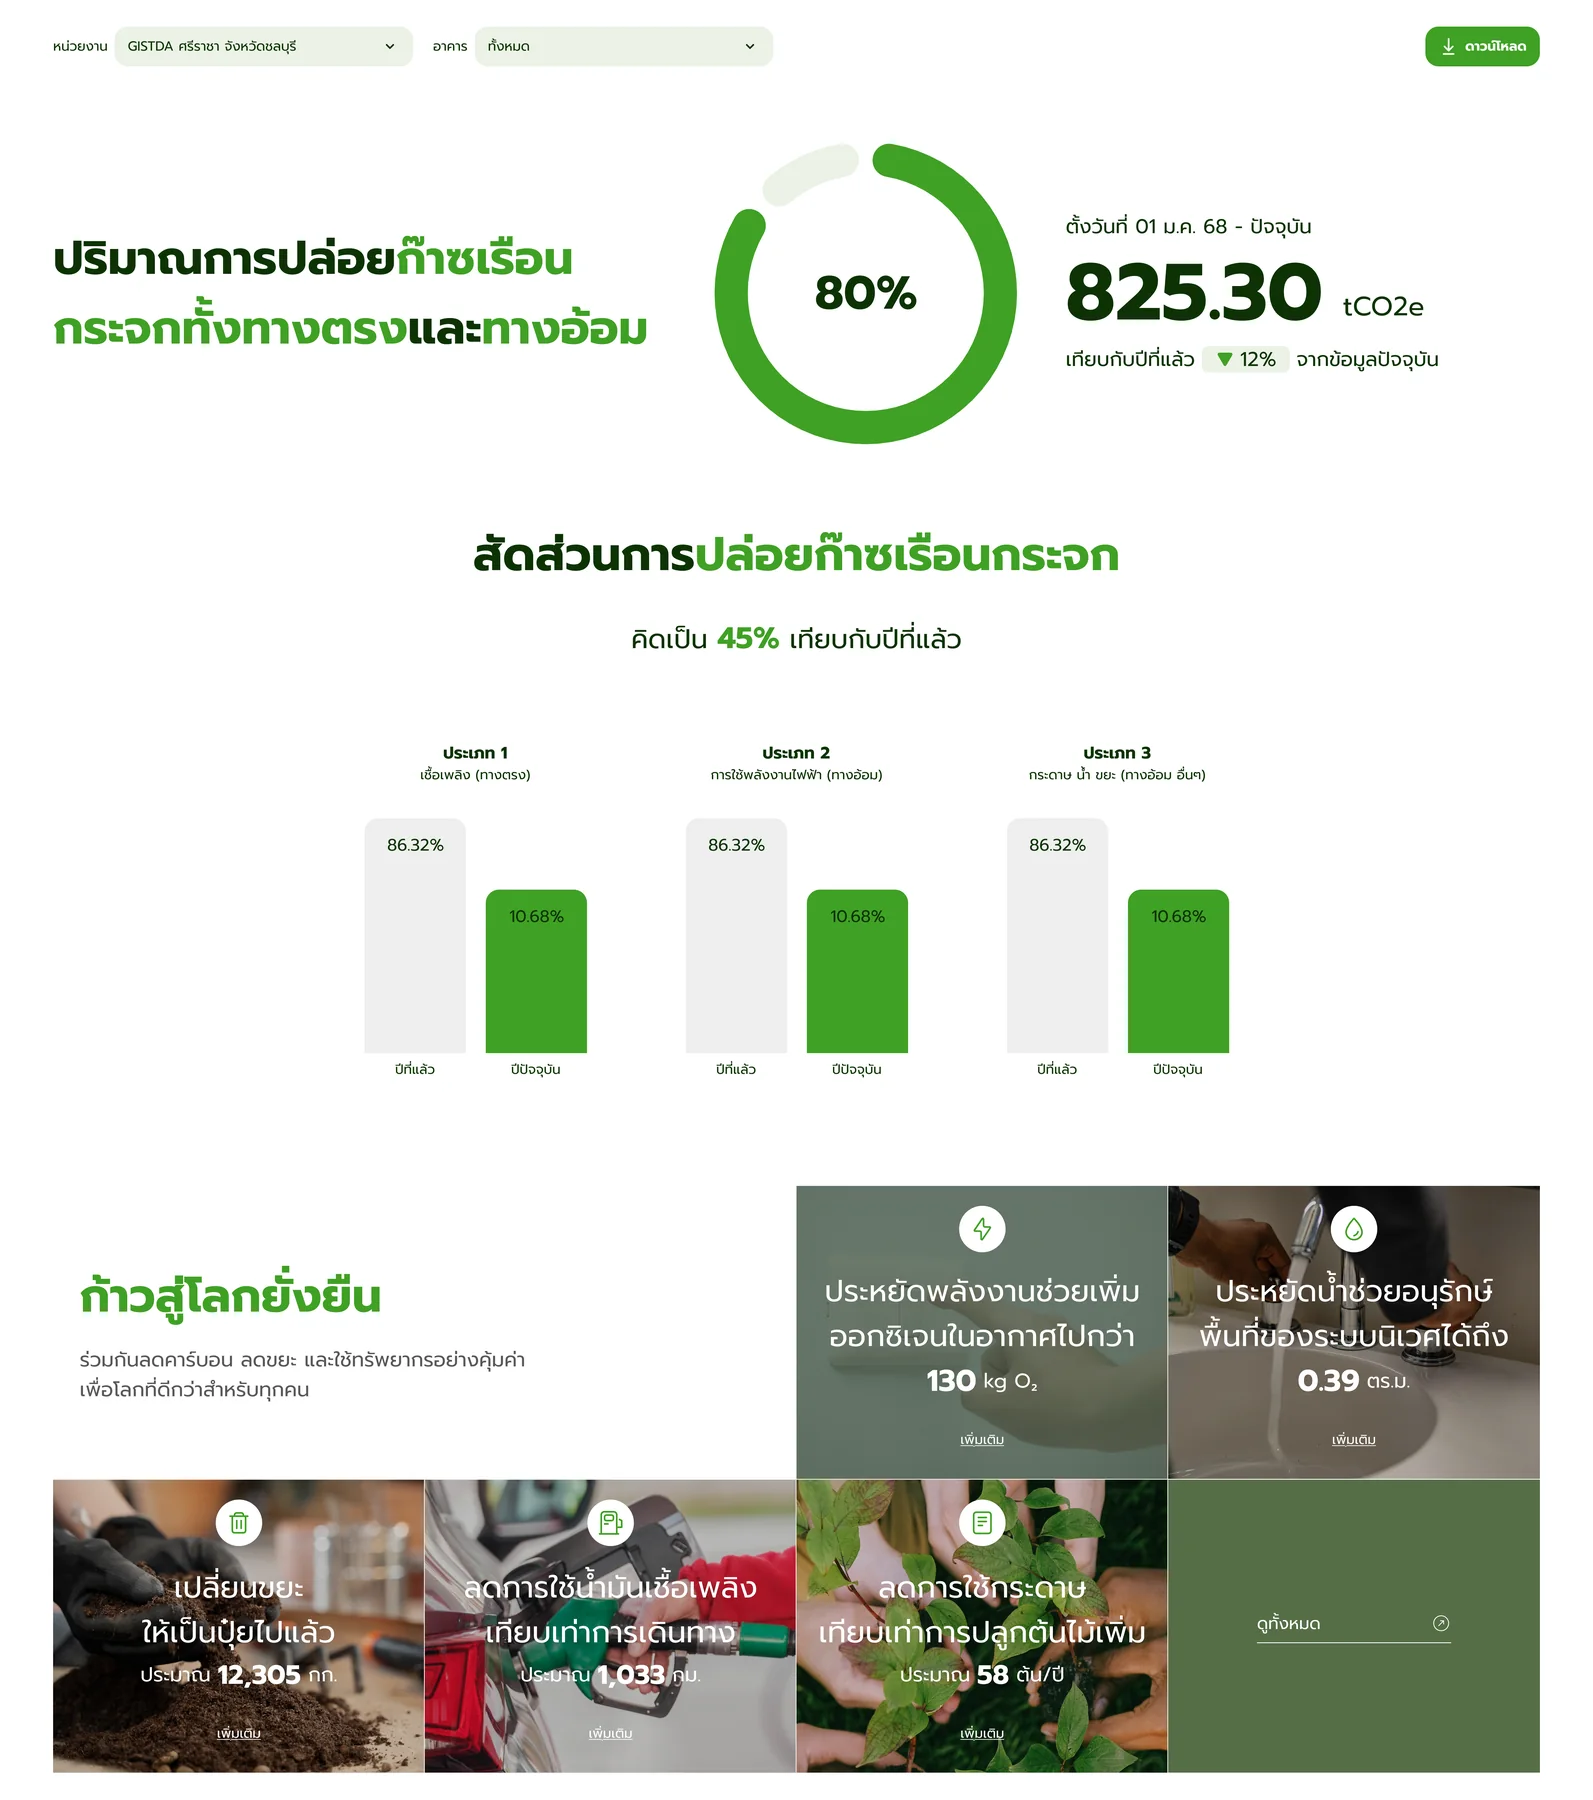 หน่วยงาน GISTDA ศรีราชา จังหวัดชลบุรี อาคาร ทั้งหมด ดาวน์โหลด
ปริมาณการปล่อยก๊าซเรือน
กระจกทั้งทางตรงและทางอ้อม
80%
ตั้งวันที่ 01 ม.ค. 68 - ปัจจุบัน
825.30 tCO2e
เทียบกับปีที่แล้ว ▼ 12% จากข้อมูลปัจจุบัน
สัดส่วนการปล่อยก๊าซเรือนกระจก
คิดเป็น 45% เทียบกับปีที่แล้ว
ประเภท 1
เชื้อเพลิง (ทางตรง)
86.32%
10.68%
ปีที่แล้ว ปีปัจจุบัน
ประเภท 2
การใช้พลังงานไฟฟ้า (ทางอ้อม)
86.32%
10.68%
ปีที่แล้ว ปีปัจจุบัน
ประเภท 3
กระดาษ น้ำ ขยะ (ทางอ้อม อื่นๆ)
86.32%
10.68%
ปีที่แล้ว ปีปัจจุบัน
ก้าวสู่โลกยั่งยืน
ร่วมกันลดคาร์บอน ลดขยะ และใช้ทรัพยากรอย่างคุ้มค่า
เพื่อโลกที่ดีกว่าสำหรับทุกคน
ประหยัดพลังงานช่วยเพิ่ม
ออกซิเจนในอากาศไปกว่า
130 kg O₂
เพิ่มเติม
ประหยัดน้ำช่วยอนุรักษ์
พื้นที่ของระบบนิเวศได้ถึง
0.39 ตร.ม.
เพิ่มเติม
เปลี่ยนขยะ
ให้เป็นปุ๋ยไปแล้ว
ประมาณ 12,305 กก.
เพิ่มเติม
ลดการใช้น้ำมันเชื้อเพลิง
เทียบเท่าการเดินทาง
ประมาณ 1,033 กม.
เพิ่มเติม
ลดการใช้กระดาษ
เทียบเท่าการปลูกต้นไม้เพิ่ม
ประมาณ 58 ต้น/ปี
เพิ่มเติม
ดูทั้งหมด